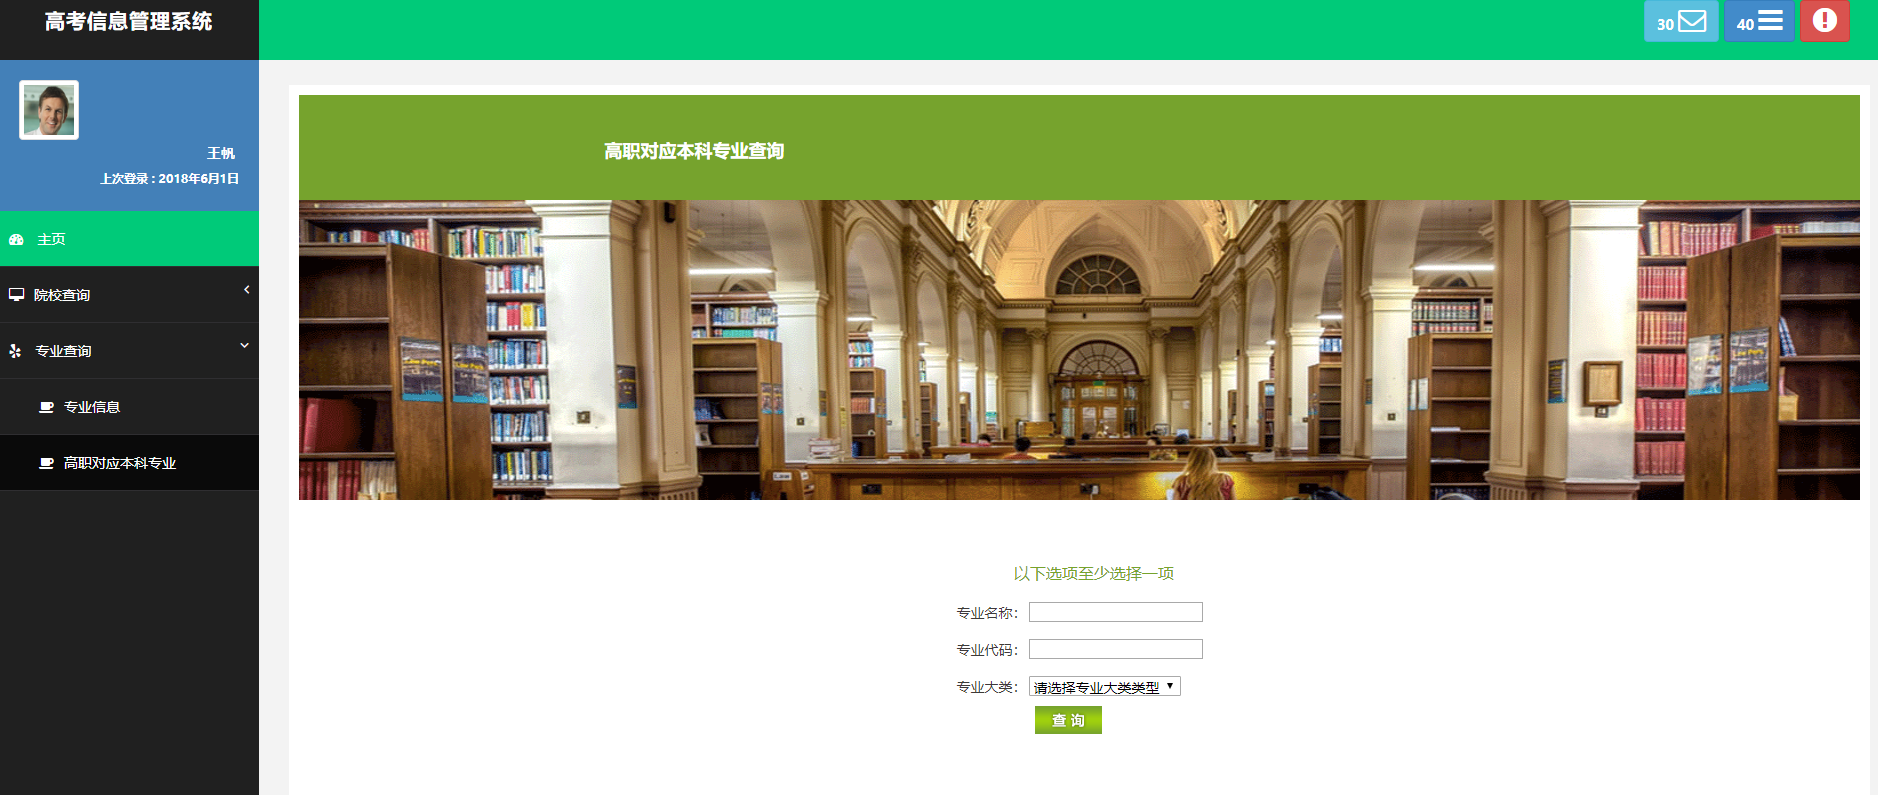 高考信息管理系统
30
40
王帆
上次登录 : 2018年6月1日
主页
院校查询
专业查询
专业信息
高职对应本科专业
高职对应本科专业查询
以下选项至少选择一项
专业名称：
专业代码：
专业大类： 请选择专业大类类型
查 询